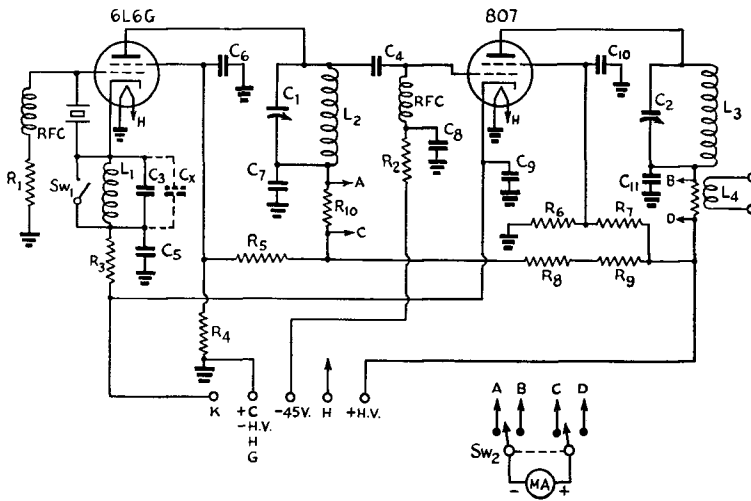 6L6G
807
C6
C4
C10
C1
L2
RFC
C2
L3
H
H
RFC
C8
L1
C3
Cx
R2
C9
Sw1
R1
C7
A
C11
B
L4
R10
D
R6
R7
C
R3
C5
R5
R8
R9
R4
K
+C
-H.V.
H
G
-45V.
H
+H.V.
A
B
C
D
Sw2
- MA +